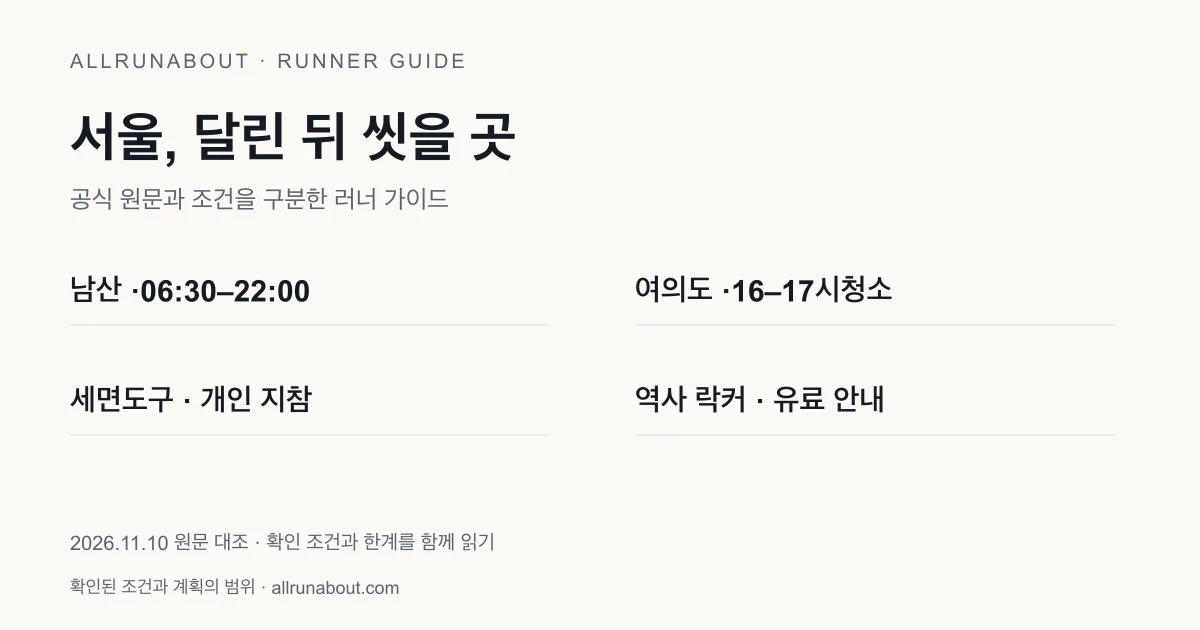 ALLRUNABOUT · RUNNER GUIDE
서울, 달린 뒤 씻을 곳
공식 원문과 조건을 구분한 러너 가이드
남산 ·06:30–22:00
여의도 ·16–17시청소
세면도구 · 개인 지참
역사 락커 · 유료 안내
2026.11.10 원문 대조 · 확인 조건과 한계를 함께 읽기
확인된 조건과 계획의 범위 · allrunabout.com